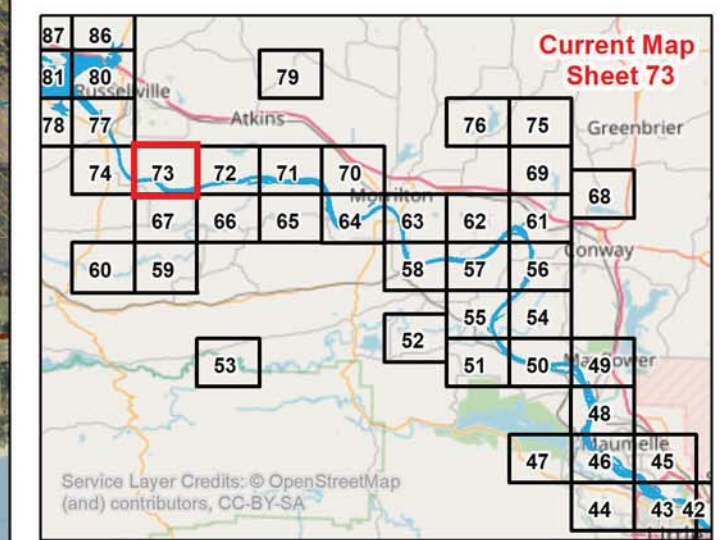 87 86
Current Map
81 80 79
Sheet 73
Russellville
78 77 Atkins 76 75 Greenbrier
74 73 72 71 70 69
68
Morrilton
67 66 65 64 63 62 61
Conway
60 59 58 57 56
55 54
52
53 51 50 Mayflower 49
48
Maumelle
47 46 45
Service Layer Credits: © OpenStreetMap
(and) contributors, CC-BY-SA
44 43 42
Little